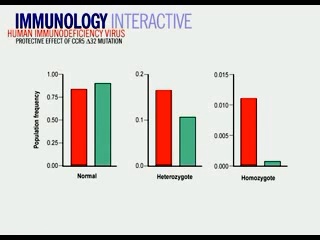 IMMUNOLOGY INTERACTIVE
HUMAN IMMUNODEFICIENCY VIRUS
PROTECTIVE EFFECT OF CCR5 Δ32 MUTATION
Population frequency
1.00
0.75
0.50
0.25
0.00
Normal
0.2
0.1
0.0
Heterozygote
0.015
0.010
0.005
0.000
Homozygote